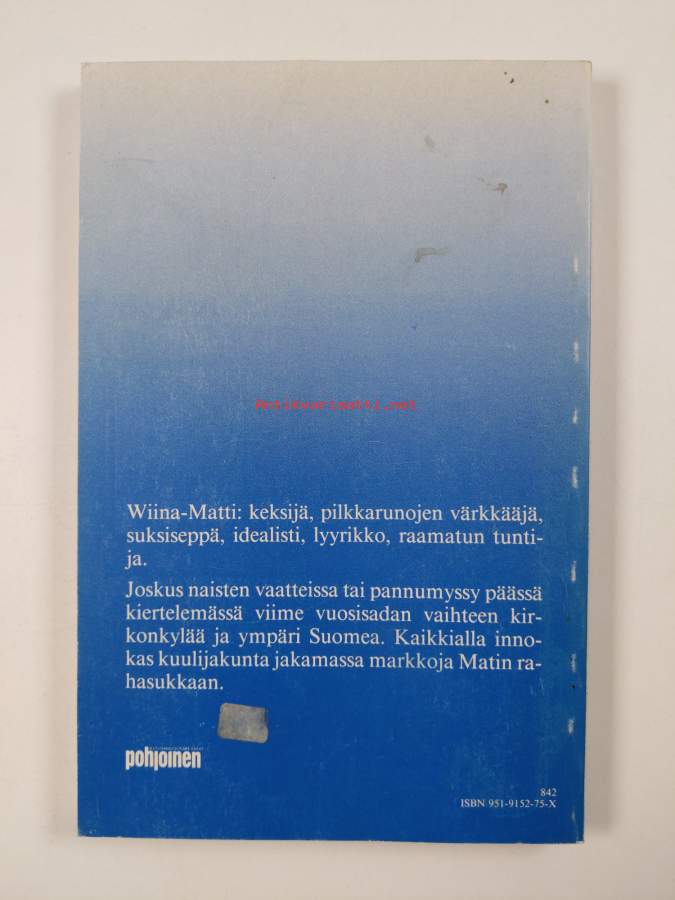 Antikvariaatti.net
Wiina-Matti: keksijä, pilkkarunojen värkkääjä,
suksiseppä, idealisti, lyyrikko, raamatun tunti-
ja.
Joskus naisten vaatteissa tai pannumyssy päässä
kiertelemässä viime vuosisadan vaihteen kir-
konkylää ja ympäri Suomea. Kaikkialla inno-
kas kuulijakunta jakamassa markkoja Matin ra-
hasukkaan.
pohjoinen
842
ISBN 951-9152-75-X